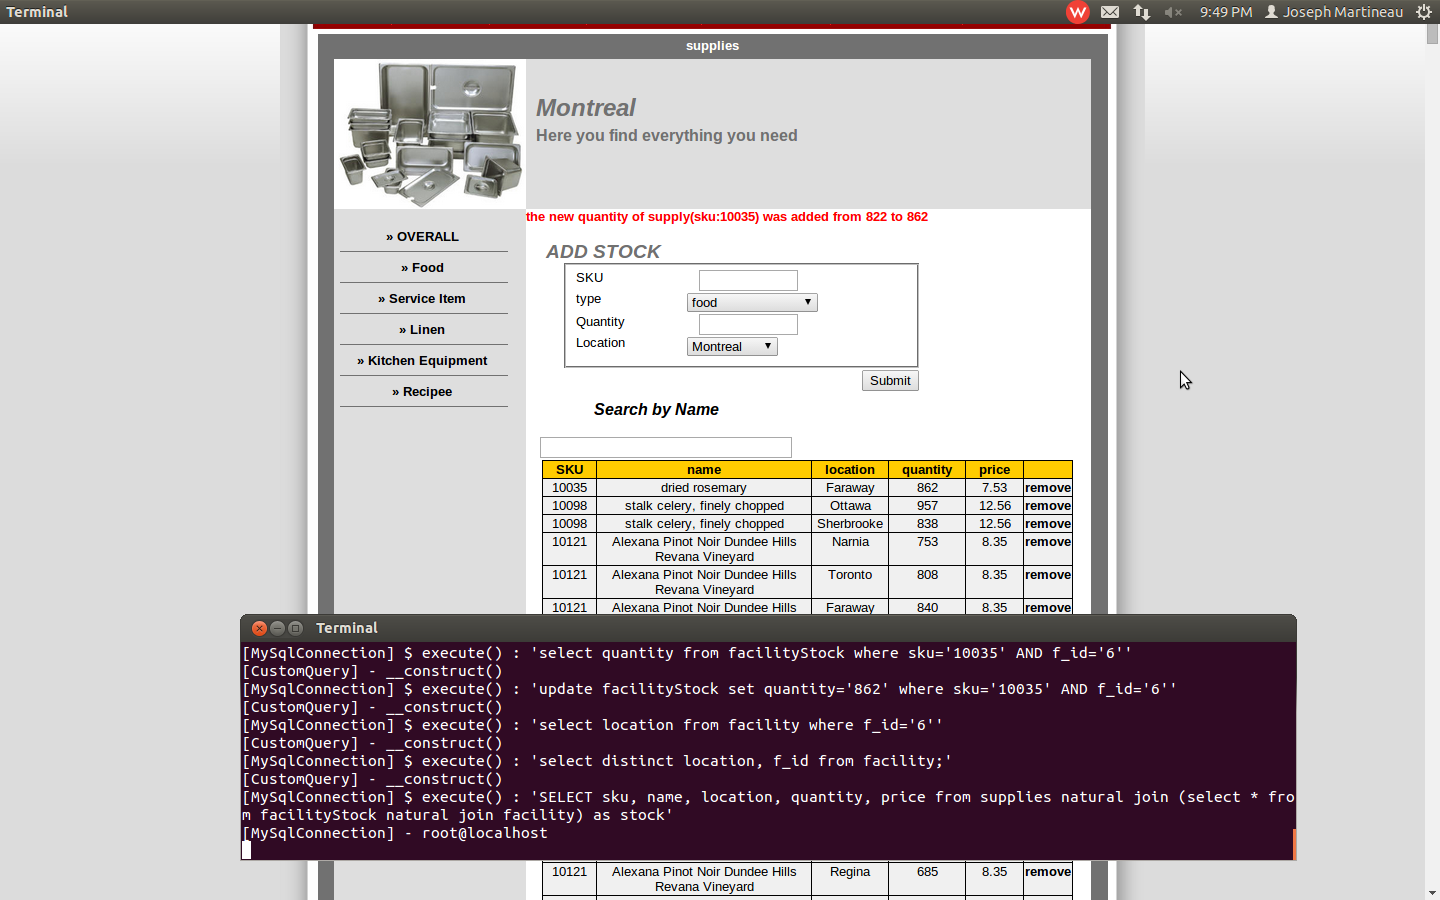 Terminal
9:49 PM Joseph Martineau
supplies
Montreal
Here you find everything you need
the new quantity of supply(sku:10035) was added from 822 to 862
» OVERALL
» Food
» Service Item
» Linen
» Kitchen Equipment
» Recipee
ADD STOCK
SKU
type food
Quantity
Location Montreal
Submit
Search by Name
SKU name location quantity price
10035 dried rosemary Faraway 862 7.53 remove
10098 stalk celery, finely chopped Ottawa 957 12.56 remove
10098 stalk celery, finely chopped Sherbrooke 838 12.56 remove
10121 Alexana Pinot Noir Dundee Hills Narnia 753 8.35 remove
Revana Vineyard
10121 Alexana Pinot Noir Dundee Hills Toronto 808 8.35 remove
Revana Vineyard
10121 Alexana Pinot Noir Dundee Hills Faraway 840 8.35 remove
Terminal
[MySqlConnection] $ execute() : 'select quantity from facilityStock where sku='10035' AND f_id='6''
[CustomQuery] - __construct()
[MySqlConnection] $ execute() : 'update facilityStock set quantity='862' where sku='10035' AND f_id='6''
[CustomQuery] - __construct()
[MySqlConnection] $ execute() : 'select location from facility where f_id='6''
[CustomQuery] - __construct()
[MySqlConnection] $ execute() : 'select distinct location, f_id from facility;'
[CustomQuery] - __construct()
[MySqlConnection] $ execute() : 'SELECT sku, name, location, quantity, price from supplies natural join (select * fro
m facilityStock natural join facility) as stock'
[MySqlConnection] - root@localhost
10121 Alexana Pinot Noir Dundee Hills Regina 685 8.35 remove
Revana Vineyard